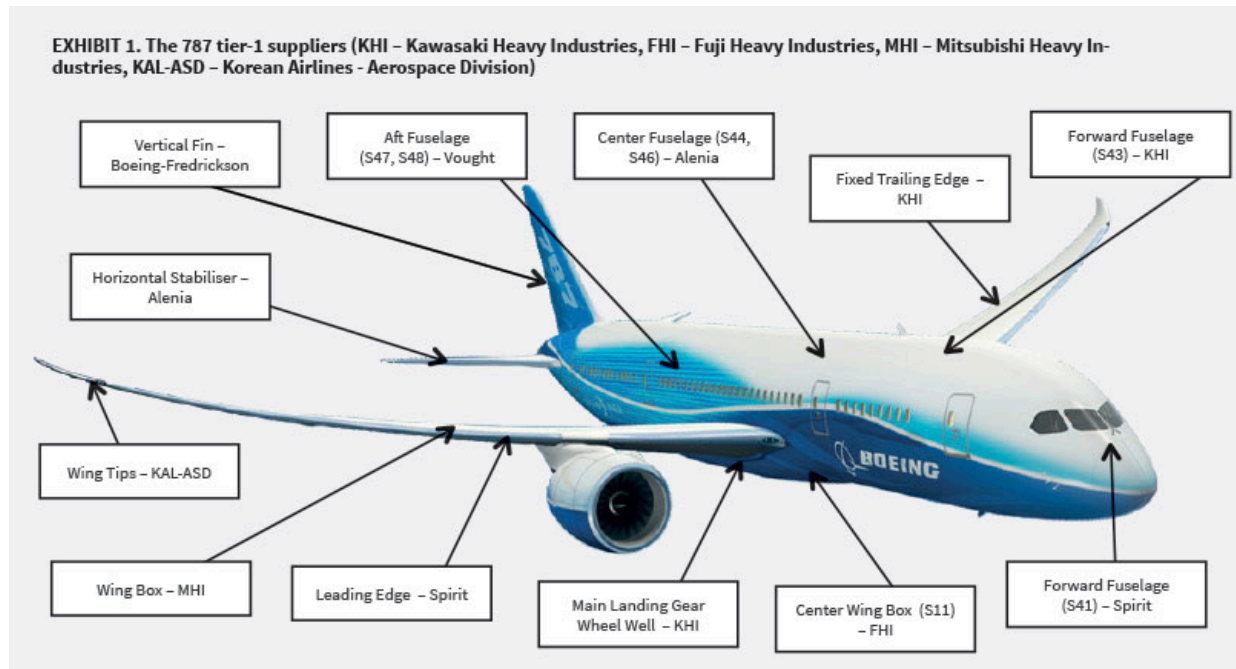 EXHIBIT 1. The 787 tier-1 suppliers (KHI – Kawasaki Heavy Industries, FHI – Fuji Heavy Industries, MHI – Mitsubishi Heavy In-
dustries, KAL-ASD – Korean Airlines - Aerospace Division)
Vertical Fin –
Boeing-Fredrickson
Aft Fuselage
(S47, S48) – Vought
Center Fuselage (S44,
S46) – Alenia
Fixed Trailing Edge –
KHI
Forward Fuselage
(S43) – KHI
Horizontal Stabiliser –
Alenia
787
BOEING
Wing Tips – KAL-ASD
Wing Box – MHI
Leading Edge – Spirit
Main Landing Gear
Wheel Well – KHI
Center Wing Box (S11)
– FHI
Forward Fuselage
(S41) – Spirit